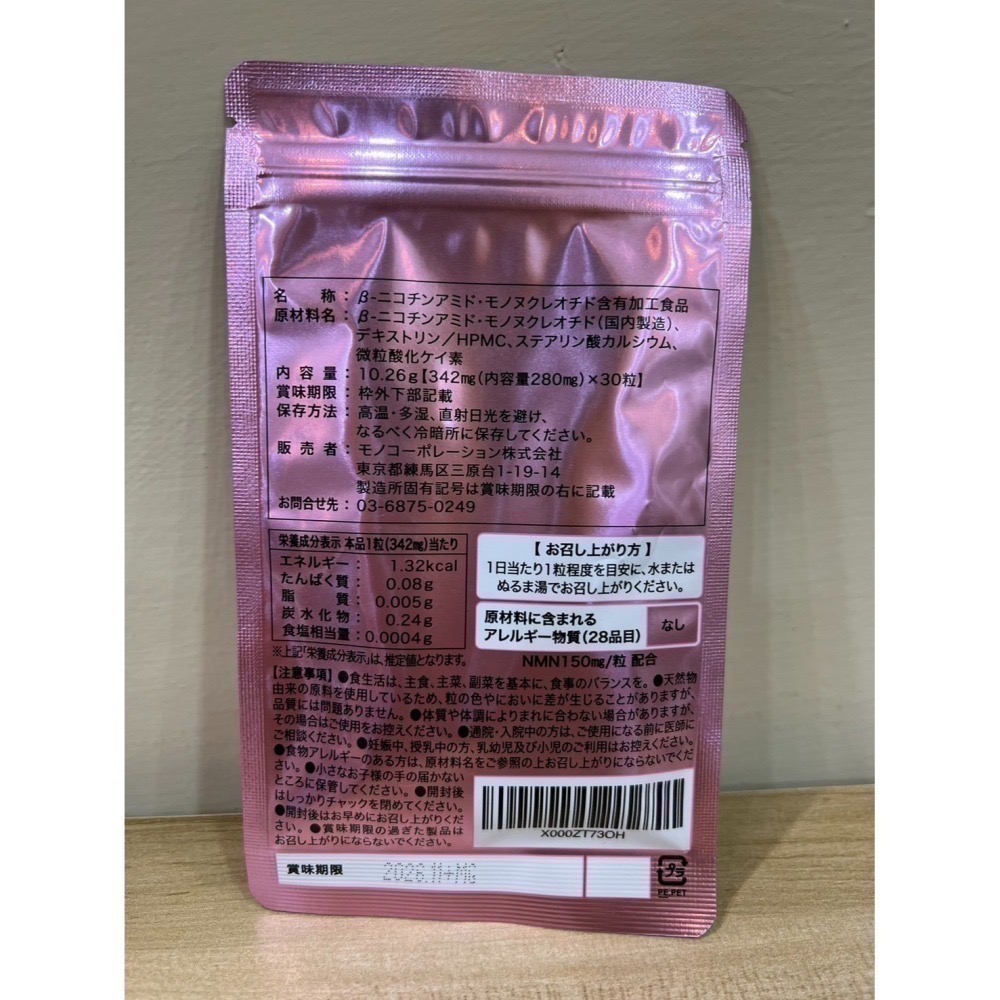 名称：β-ニコチンアミド・モノヌクレオチド含有加工食品
原材料名：β-ニコチンアミド・モノヌクレオチド(国内製造)、
デキストリン／HPMC、ステアリン酸カルシウム、
微粒酸化ケイ素
内容量：10.26g【342㎎(内容量280㎎)×30粒】
賞味期限：枠外下部記載
保存方法：高温・多湿、直射日光を避け、
なるべく冷暗所に保存してください。
販売者：モノコーポレーション株式会社
東京都練馬区三原台1-19-14
製造所固有記号は賞味期限の右に記載
お問合せ先：03-6875-0249
栄養成分表示 本品1粒(342㎎)当たり
エネルギー：1.32kcal
たんぱく質：0.08g
脂質：0.005g
炭水化物：0.24g
食塩相当量：0.0004g
※上記「栄養成分表示」は、推定値となります。
【お召し上がり方】
1日当たり1粒程度を目安に、水または
ぬるま湯でお召し上がりください。
原材料に含まれる
アレルギー物質(28品目)
なし
NMN150㎎/粒 配合
【注意事項】●食生活は、主食、主菜、副菜を基本に、食事のバランスを。●天然物
由来の原料を使用しているため、粒の色やにおいに差が生じることがありますが、
品質には問題ありません。●体質や体調によりまれに合わない場合がありますが、
その場合はご使用をお控えください。●通院・入院中の方は、ご使用になる前に医師に
ご相談ください。●妊娠中、授乳中の方、乳幼児及び小児のご利用はお控えください。
●食物アレルギーのある方は、原材料名をご参照の上お召し上がりにならないでくだ
さい。●小さなお子様の手の届かない
ところに保管してください。●開封後
はしっかりチャックを閉めてください。
●開封後はお早めにお召し上がりくだ
さい。●賞味期限の過ぎた製品は
お召し上がりにならないでください。
X000ZT73OH
賞味期限 2026.11+MG
プラ
PE,PET